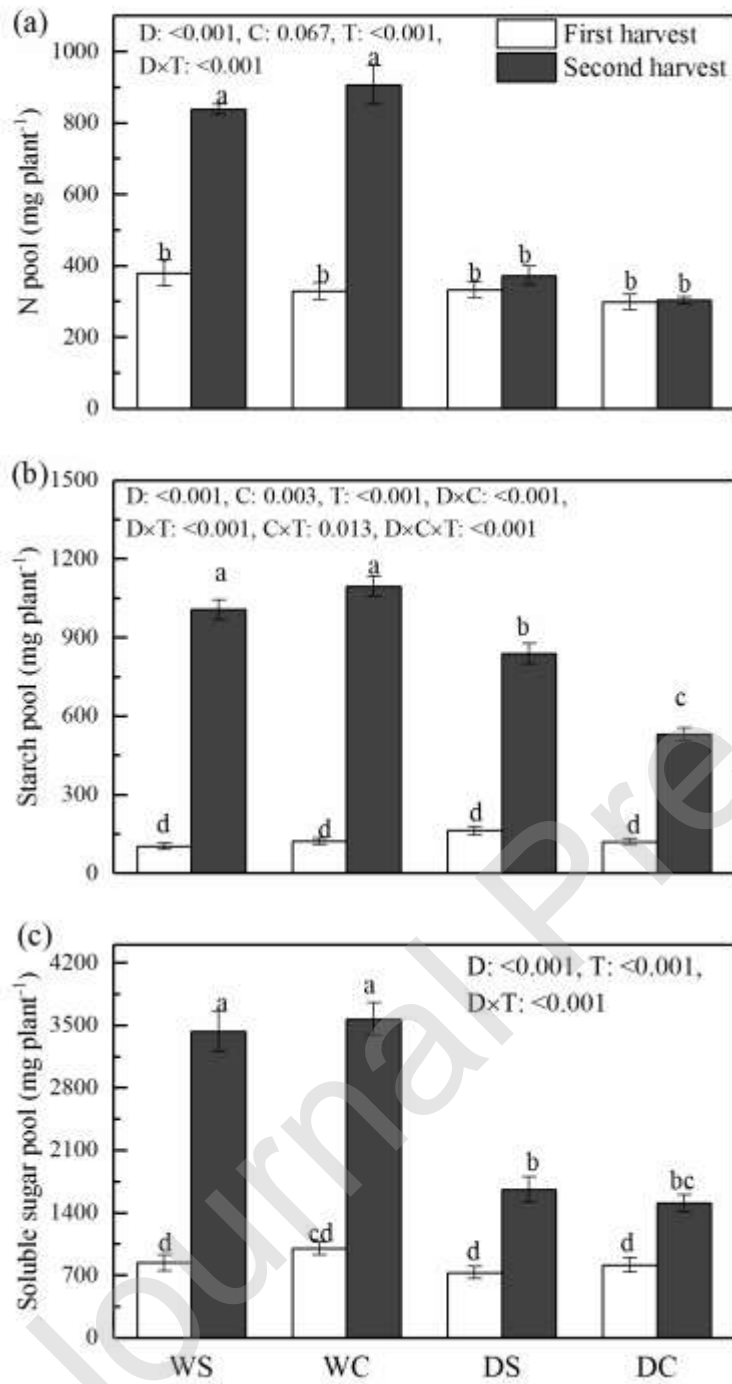 (a)
D: <0.001, C: 0.067, T: <0.001,
D×T: <0.001
First harvest
Second harvest
N pool (mg plant⁻¹)
1000
800
600
400
200
0
b
a
b
a
b
b
b
b
(b)
D: <0.001, C: 0.003, T: <0.001, D×C: <0.001,
D×T: <0.001, C×T: 0.013, D×C×T: <0.001
Starch pool (mg plant⁻¹)
1500
1200
900
600
300
0
d
a
d
a
d
b
d
c
(c)
D: <0.001, T: <0.001,
D×T: <0.001
Soluble sugar pool (mg plant⁻¹)
4200
3500
2800
2100
1400
700
0
d
a
cd
a
d
b
d
bc
WS WC DS DC
Journal Pre